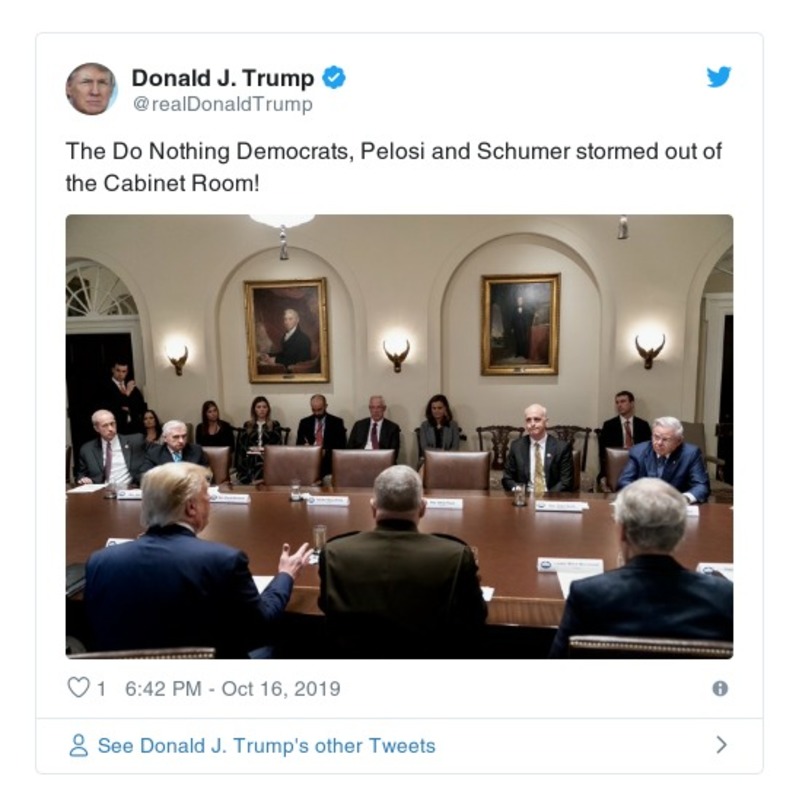 Donald J. Trump
@realDonaldTrump
The Do Nothing Democrats, Pelosi and Schumer stormed out of
the Cabinet Room!
1 6:42 PM - Oct 16, 2019
See Donald J. Trump's other Tweets